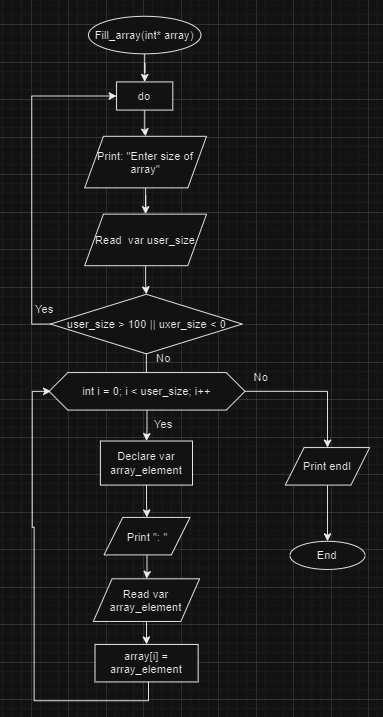 Fill_array(int* array)
do
Print: "Enter size of
array"
Read  var user_size
Yes
user_size > 100 || uxer_size < 0
No
int i = 0; i < user_size; i++
No
Yes
Declare var
array_element
Print endl
Print ": "
End
Read var
array_element
array[i] =
array_element